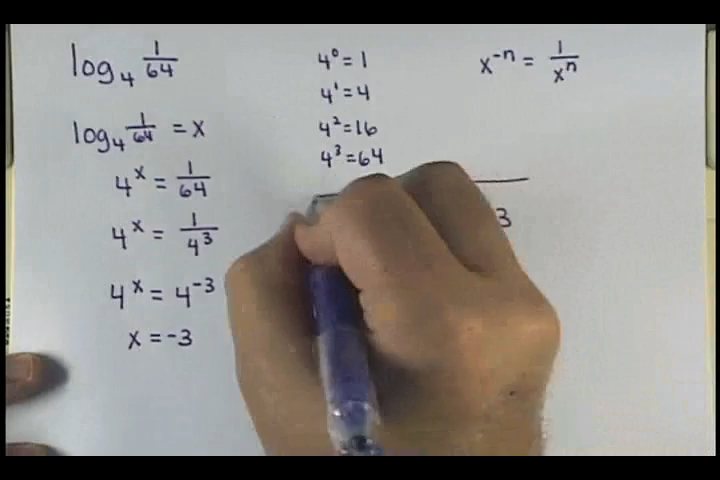 log₄ 1/64
log₄ 1/64 = x
4ˣ = 1/64
4ˣ = 1/4³
4ˣ = 4⁻³
x = -3
4⁰ = 1
4¹ = 4
4² = 16
4³ = 64
x⁻ⁿ = 1/xⁿ
3